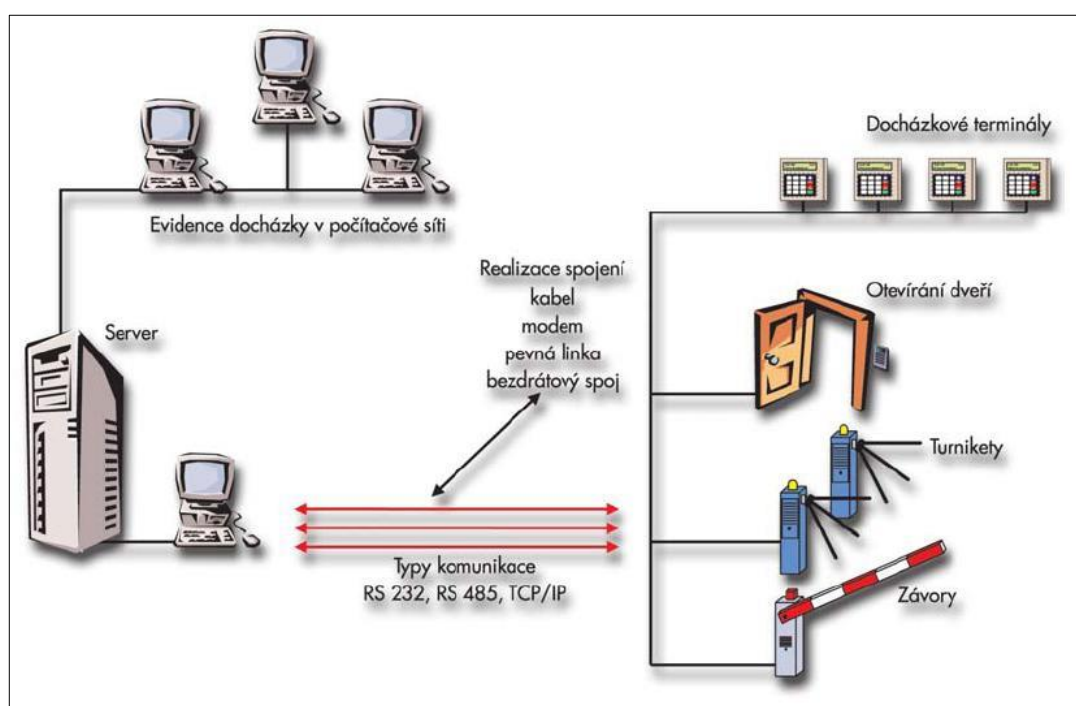 Docházkové terminály
Evidence docházky v počítačové síti
Realizace spojení
kabel
modem
pevná linka
bezdrátový spoj
Otevírání dveří
Server
Turnikety
Typy komunikace
RS 232, RS 485, TCP/IP
Závory